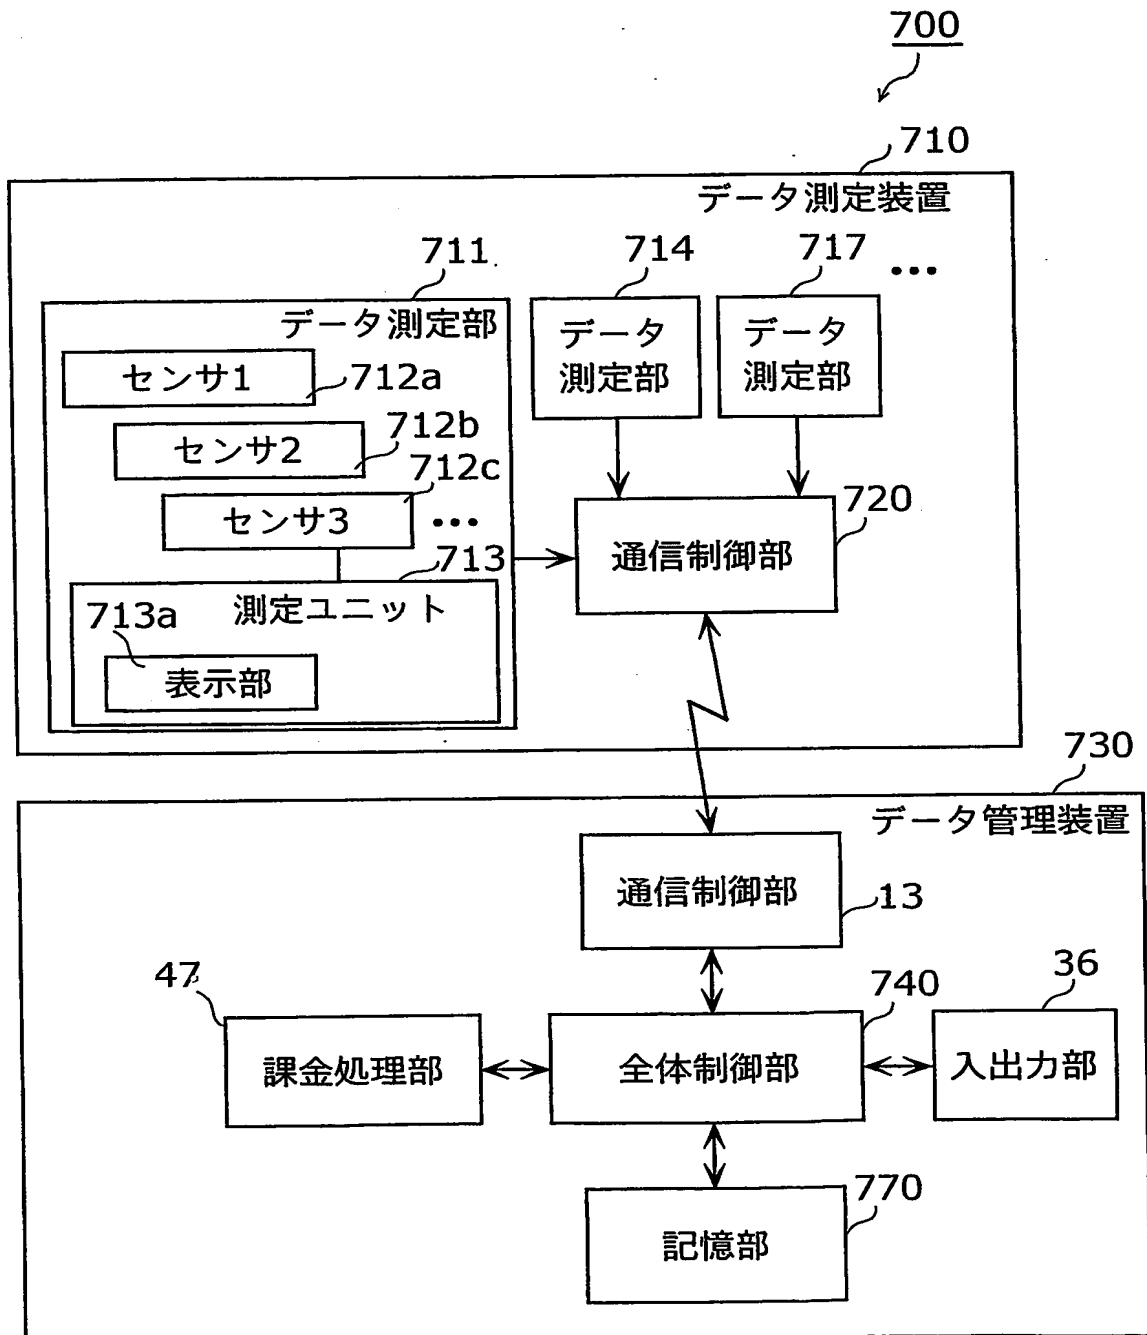 700
710
データ測定装置
711
714
717
...
データ測定部
データ
測定部
データ
測定部
センサ1
712a
センサ2
712b
センサ3
712c
...
720
通信制御部
713
測定ユニット
713a
表示部
730
データ管理装置
通信制御部
13
47
740
36
課金処理部
全体制御部
入出力部
770
記憶部